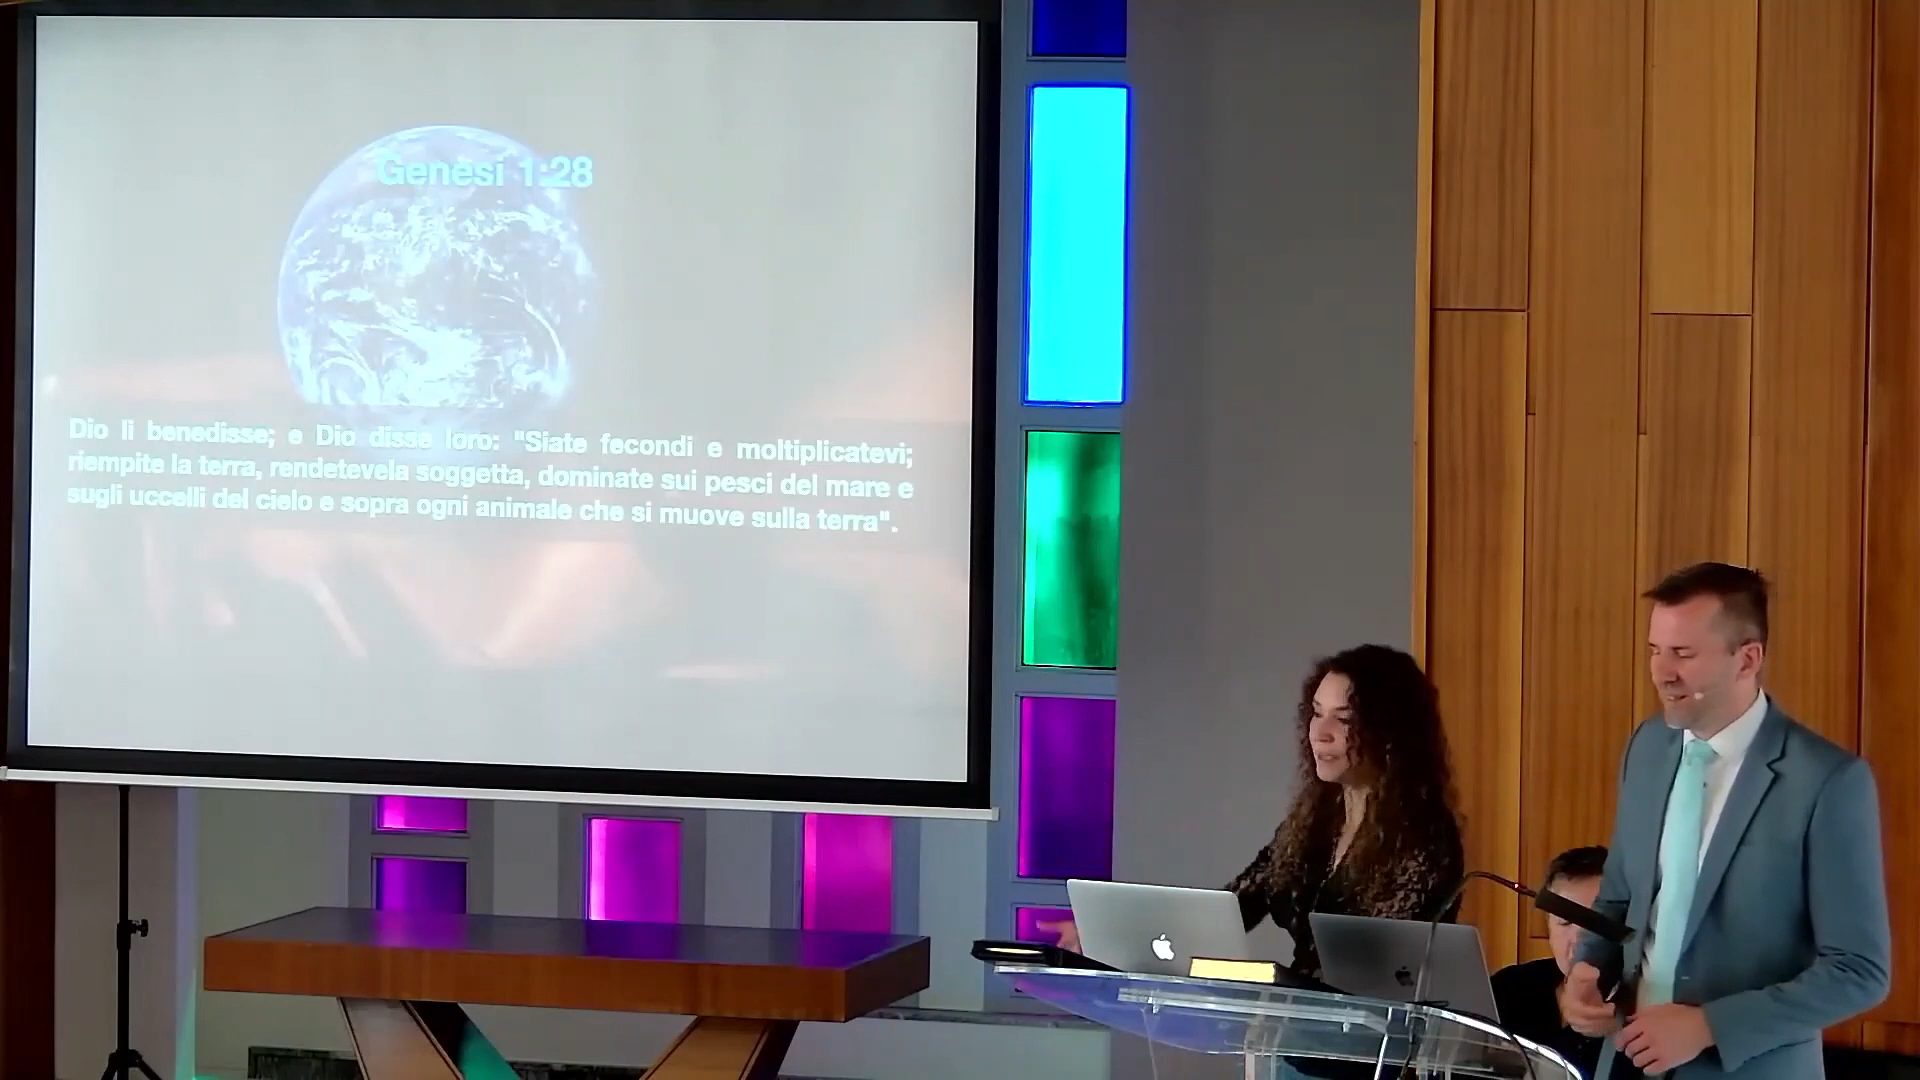 Genesi 1:28
Dio li benedisse; e Dio disse loro: "Siate fecondi e moltiplicatevi;
riempite la terra, rendetevela soggetta, dominate sui pesci del mare e
sugli uccelli del cielo e sopra ogni animale che si muove sulla terra".